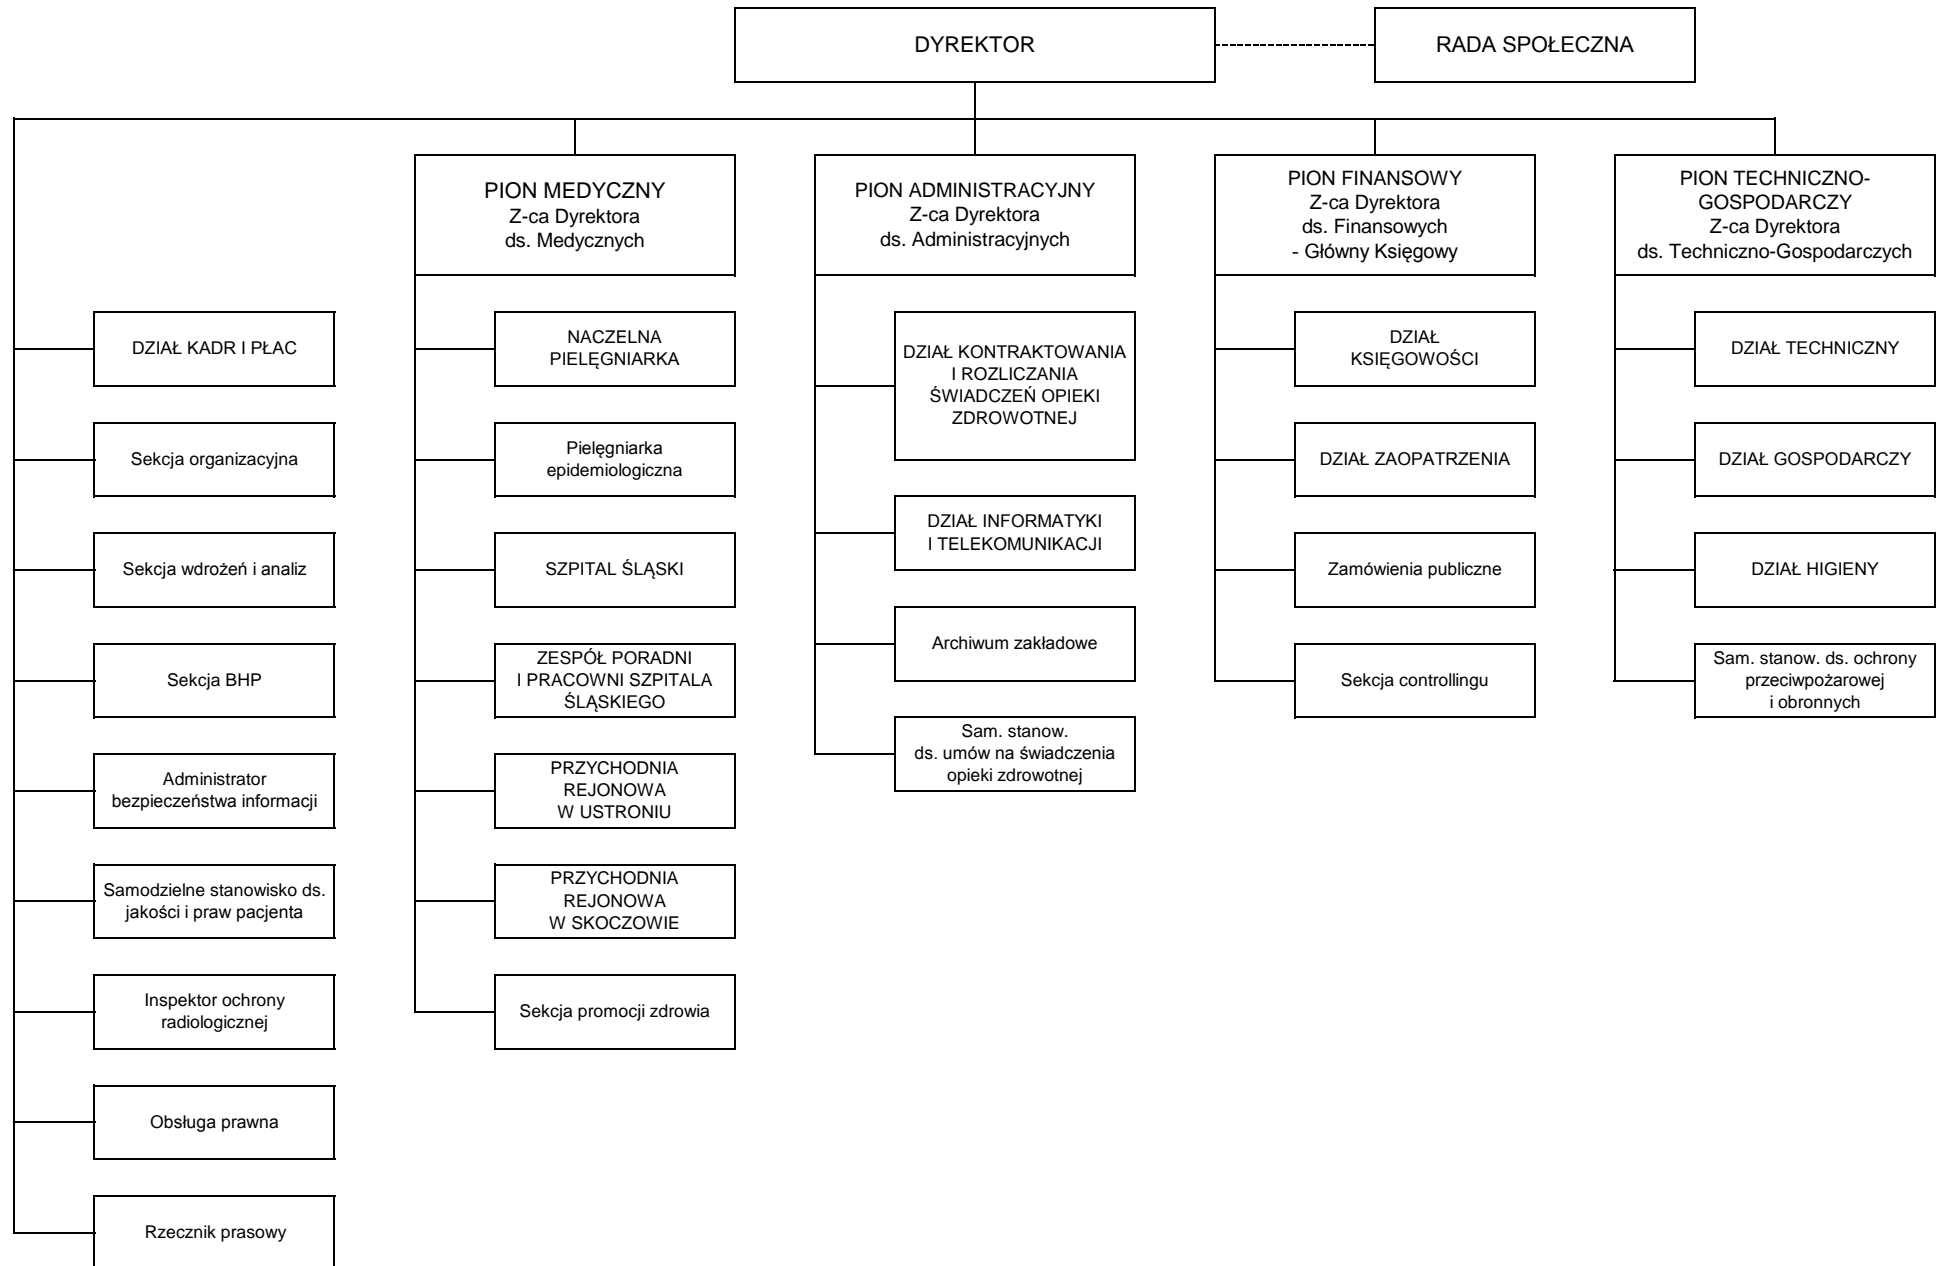 DYREKTOR
RADA SPOŁECZNA
PION MEDYCZNY
Z-ca Dyrektora
ds. Medycznych
PION ADMINISTRACYJNY
Z-ca Dyrektora
ds. Administracyjnych
PION FINANSOWY
Z-ca Dyrektora
ds. Finansowych
- Główny Księgowy
PION TECHNICZNO-
GOSPODARCZY
Z-ca Dyrektora
ds. Techniczno-Gospodarczych
DZIAŁ KADR I PŁAC
Sekcja organizacyjna
Sekcja wdrożeń i analiz
Sekcja BHP
Administrator
bezpieczeństwa informacji
Samodzielne stanowisko ds.
jakości i praw pacjenta
Inspektor ochrony
radiologicznej
Obsługa prawna
Rzecznik prasowy
NACZELNA
PIELĘGNIARKA
Pielęgniarka
epidemiologiczna
SZPITAL ŚLĄSKI
ZESPÓŁ PORADNI
I PRACOWNI SZPITALA
ŚLĄSKIEGO
PRZYCHODNIA
REJONOWA
W USTRONIU
PRZYCHODNIA
REJONOWA
W SKOCZOWIE
Sekcja promocji zdrowia
DZIAŁ KONTRAKTOWANIA
I ROZLICZANIA
ŚWIADCZEŃ OPIEKI
ZDROWOTNEJ
DZIAŁ INFORMATYKI
I TELEKOMUNIKACJI
Archiwum zakładowe
Sam. stanow.
ds. umów na świadczenia
opieki zdrowotnej
DZIAŁ
KSIĘGOWOŚCI
DZIAŁ ZAOPATRZENIA
Zamówienia publiczne
Sekcja controllingu
DZIAŁ TECHNICZNY
DZIAŁ GOSPODARCZY
DZIAŁ HIGIENY
Sam. stanow. ds. ochrony
przeciwpożarowej
i obronnych